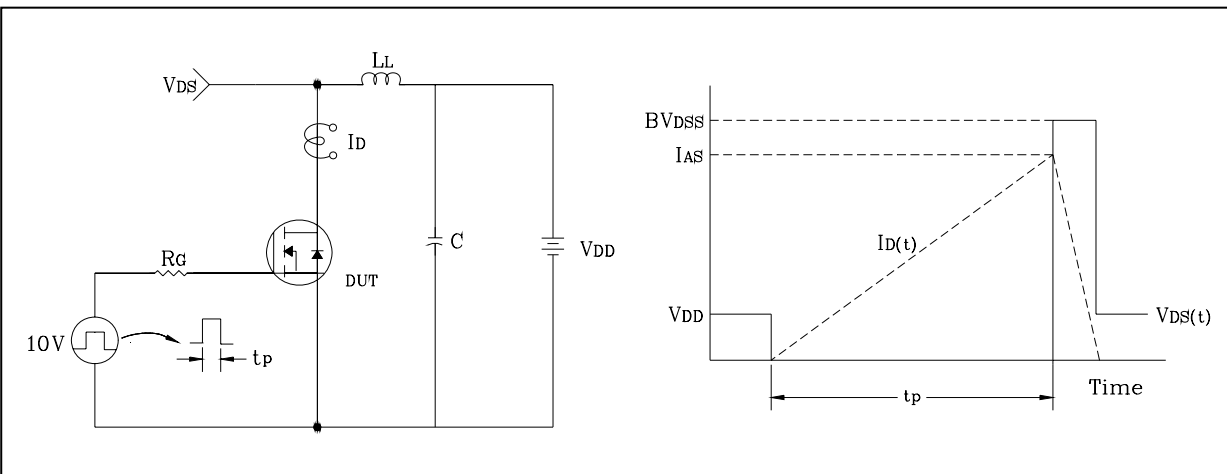 VDS
LL
ID
RG
DUT
C
VDD
10V
tp
BVDSS
IAS
ID(t)
VDD
VDS(t)
Time
tp